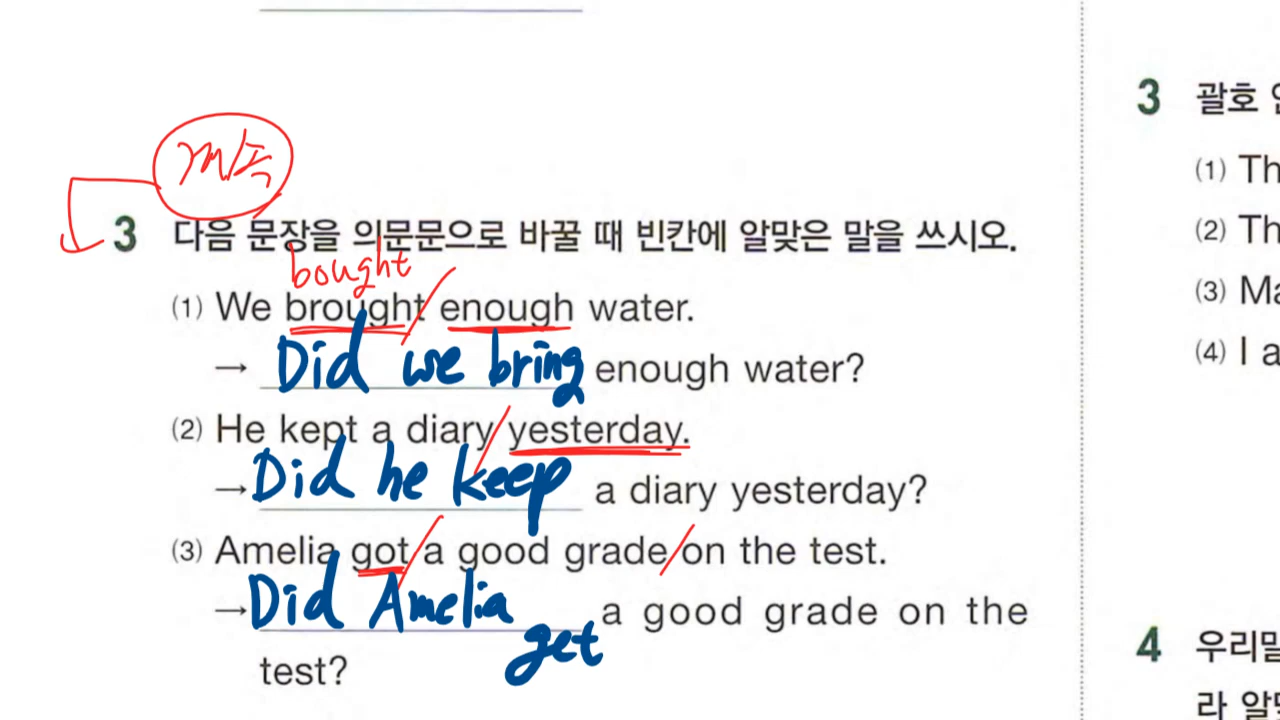 3 다음 문장을 의문문으로 바꿀 때 빈칸에 알맞은 말을 쓰시오.
bought
(1) We brought enough water.
→ Did we bring enough water?
(2) He kept a diary yesterday.
→ Did he keep a diary yesterday?
(3) Amelia got a good grade on the test.
→ Did Amelia get a good grade on the
test?
3 괄호
(1) Th
(2) Th
(3) Ma
(4) I a
4 우리말
라 알맞